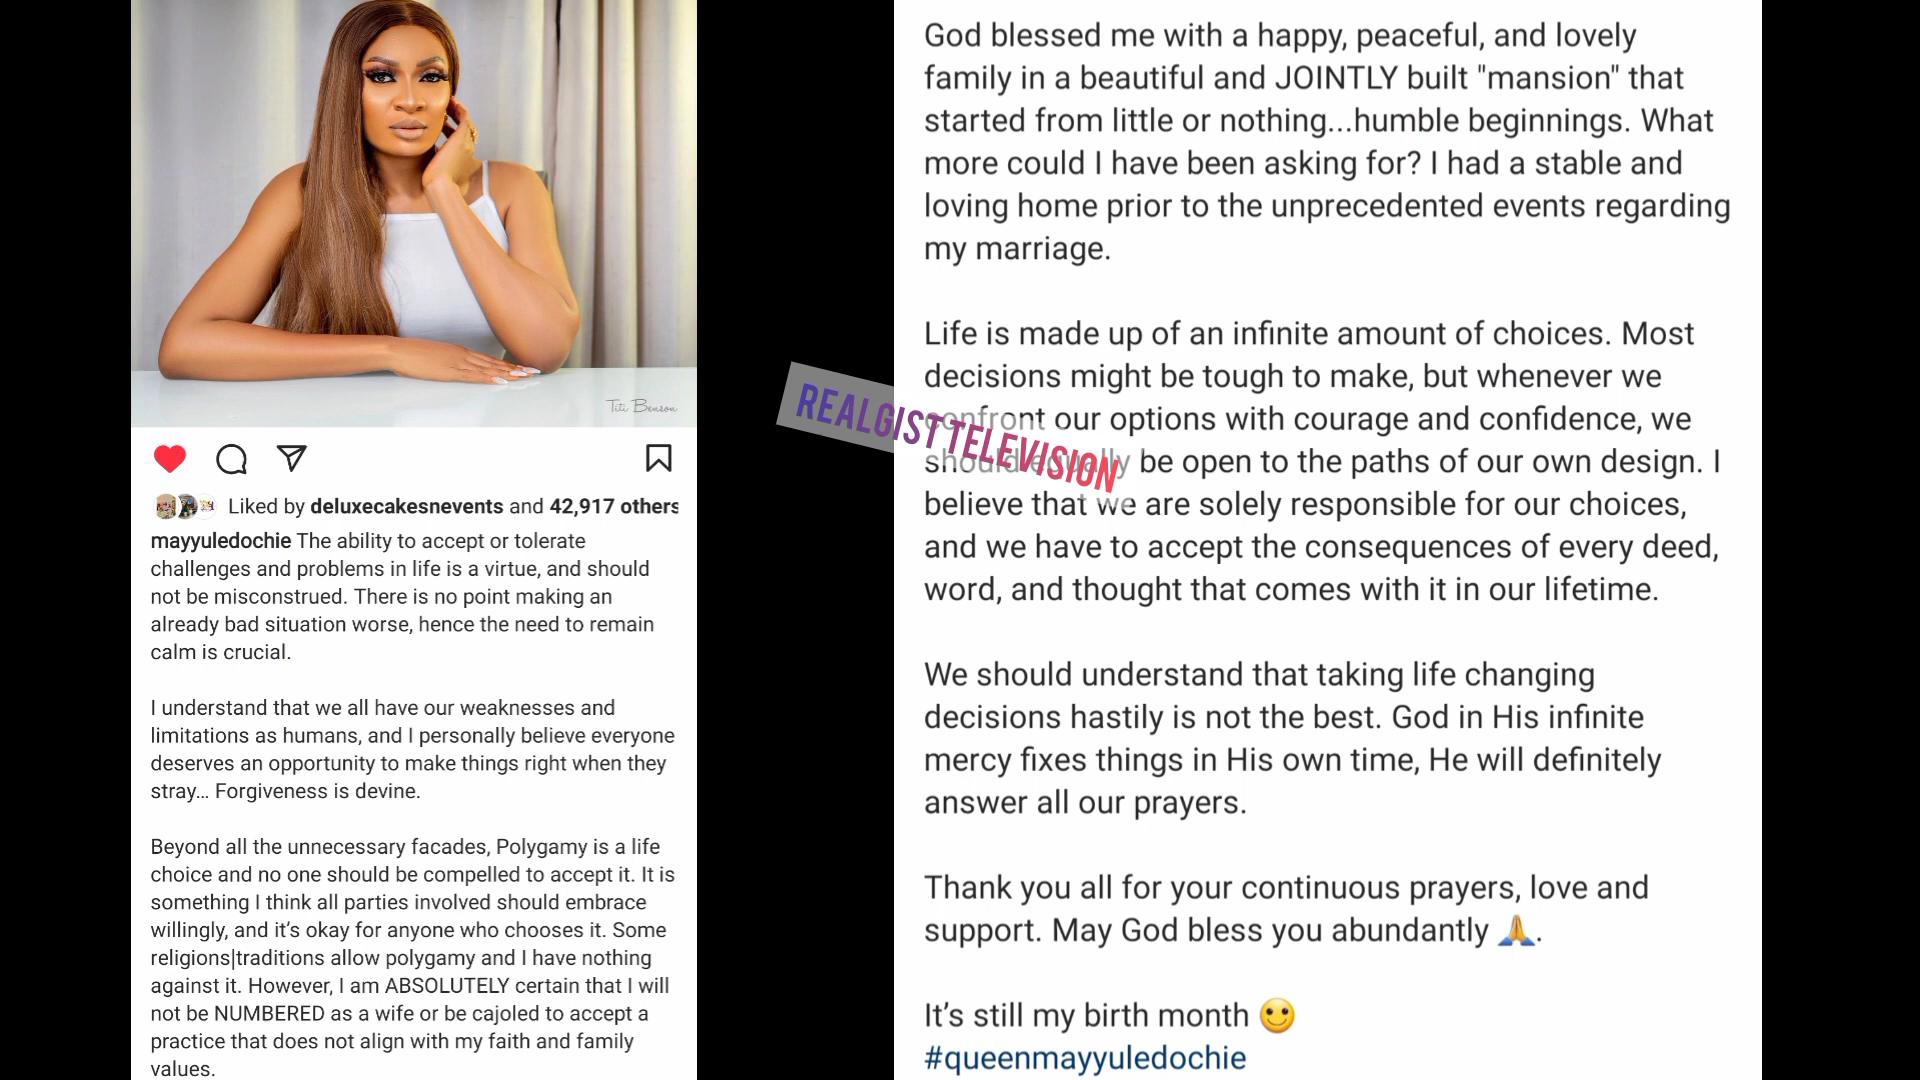 Titi Benson
Liked by deluxecakesnevents and 42,917 others
mayyuledochie The ability to accept or tolerate
challenges and problems in life is a virtue, and should
not be misconstrued. There is no point making an
already bad situation worse, hence the need to remain
calm is crucial.
I understand that we all have our weaknesses and
limitations as humans, and I personally believe everyone
deserves an opportunity to make things right when they
stray... Forgiveness is devine.
Beyond all the unnecessary facades, Polygamy is a life
choice and no one should be compelled to accept it. It is
something I think all parties involved should embrace
willingly, and it's okay for anyone who chooses it. Some
religions|traditions allow polygamy and I have nothing
against it. However, I am ABSOLUTELY certain that I will
not be NUMBERED as a wife or be cajoled to accept a
practice that does not align with my faith and family
values.
REALGIST TELEVISION
God blessed me with a happy, peaceful, and lovely
family in a beautiful and JOINTLY built "mansion" that
started from little or nothing...humble beginnings. What
more could I have been asking for? I had a stable and
loving home prior to the unprecedented events regarding
my marriage.
Life is made up of an infinite amount of choices. Most
decisions might be tough to make, but whenever we
confront our options with courage and confidence, we
should equally be open to the paths of our own design. I
believe that we are solely responsible for our choices,
and we have to accept the consequences of every deed,
word, and thought that comes with it in our lifetime.
We should understand that taking life changing
decisions hastily is not the best. God in His infinite
mercy fixes things in His own time, He will definitely
answer all our prayers.
Thank you all for your continuous prayers, love and
support. May God bless you abundantly 🙏.
It's still my birth month 🙂
#queenmayyuledochie